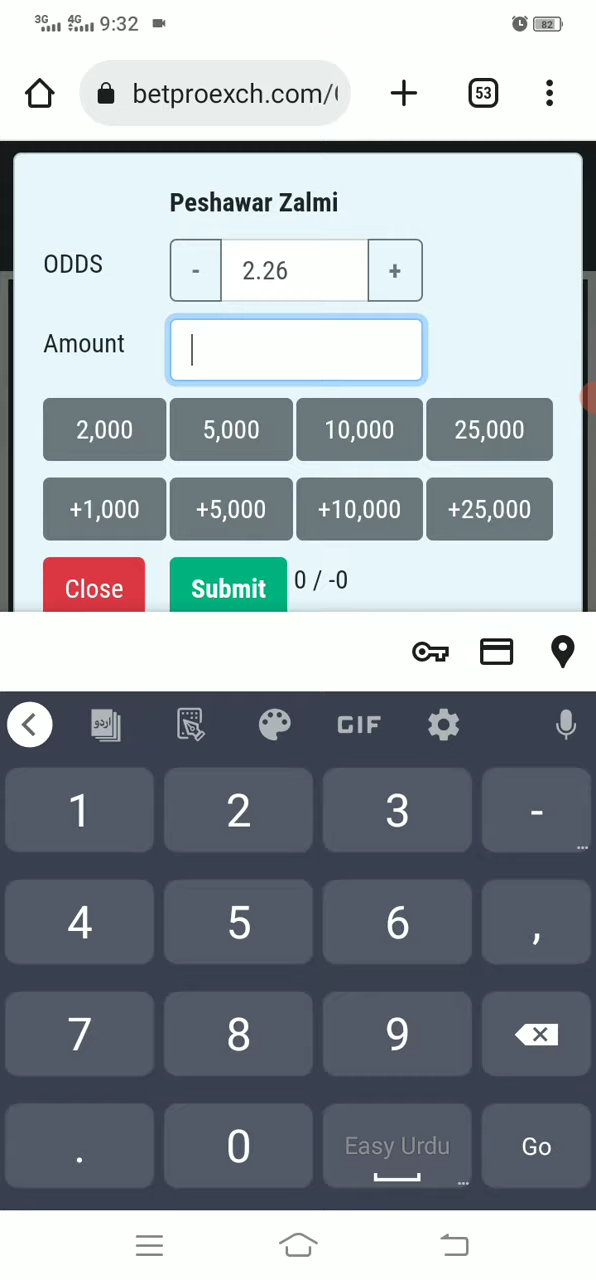 3G 4G 9:32 82
betproexch.com/ 53
Peshawar Zalmi
ODDS - 2.26 +
Amount
2,000 5,000 10,000 25,000
+1,000 +5,000 +10,000 +25,000
Close Submit 0 / -0
اردو GIF
1 2 3 -
4 5 6 ,
7 8 9
. 0 Easy Urdu Go